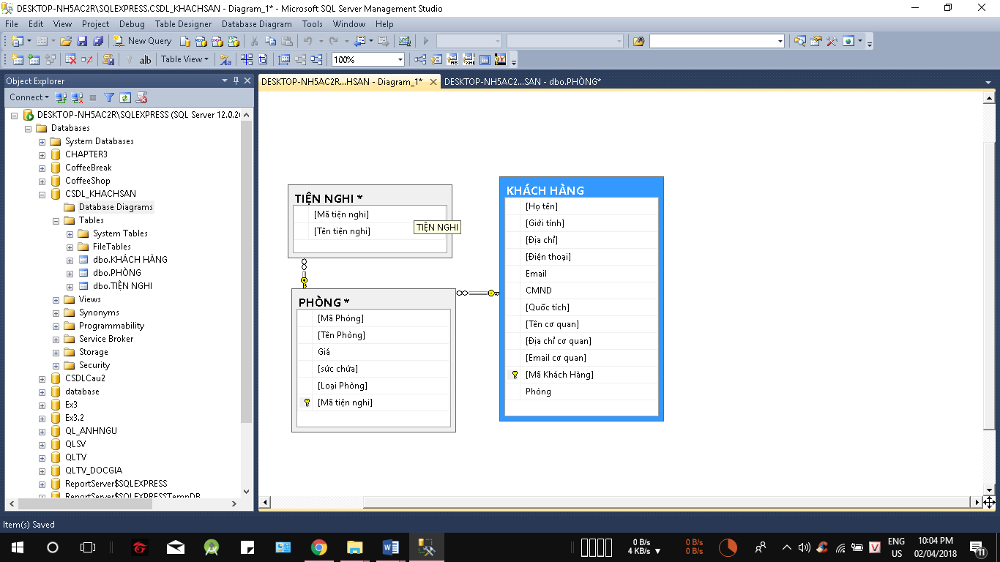 DESKTOP-NH5AC2R\SQLEXPRESS.CSDL_KHACHSAN - Diagram_1* - Microsoft SQL Server Management Studio
File Edit View Project Debug Table Designer Database Diagram Tools Window Help
New Query
ab Table View 100%
Object Explorer
DESKTOP-NH5AC2R...HSAN - Diagram_1* DESKTOP-NH5AC2...SAN - dbo.PHÒNG*
Connect
DESKTOP-NH5AC2R\SQLEXPRESS (SQL Server 12.0.20
Databases
System Databases
CHAPTER3
CoffeeBreak
CoffeeShop
CSDL_KHACHSAN
Database Diagrams
Tables
System Tables
FileTables
dbo.KHÁCH HÀNG
dbo.PHÒNG
dbo.TIỆN NGHI
Views
Synonyms
Programmability
Service Broker
Storage
Security
CSDLCau2
database
Ex3
Ex3.2
QL_ANHNGU
QLSV
QLTV
QLTV_DOCGIA
ReportServer$SQLEXPRESS
ReportServer$SQLEXPRESSTempDB
TIỆN NGHI *
[Mã tiện nghi]
[Tên tiện nghi]
TIỆN NGHI
PHÒNG *
[Mã Phòng]
[Tên Phòng]
Giá
[sức chứa]
[Loại Phòng]
[Mã tiện nghi]
KHÁCH HÀNG
[Họ tên]
[Giới tính]
[Địa chỉ]
[Điện thoại]
Email
CMND
[Quốc tích]
[Tên cơ quan]
[Địa chỉ cơ quan]
[Email cơ quan]
[Mã Khách Hàng]
Phòng
Item(s) Saved
0 B/s
4 KB/s
0 B/s
0 B/s
ENG
US
10:04 PM
02/04/2018
11